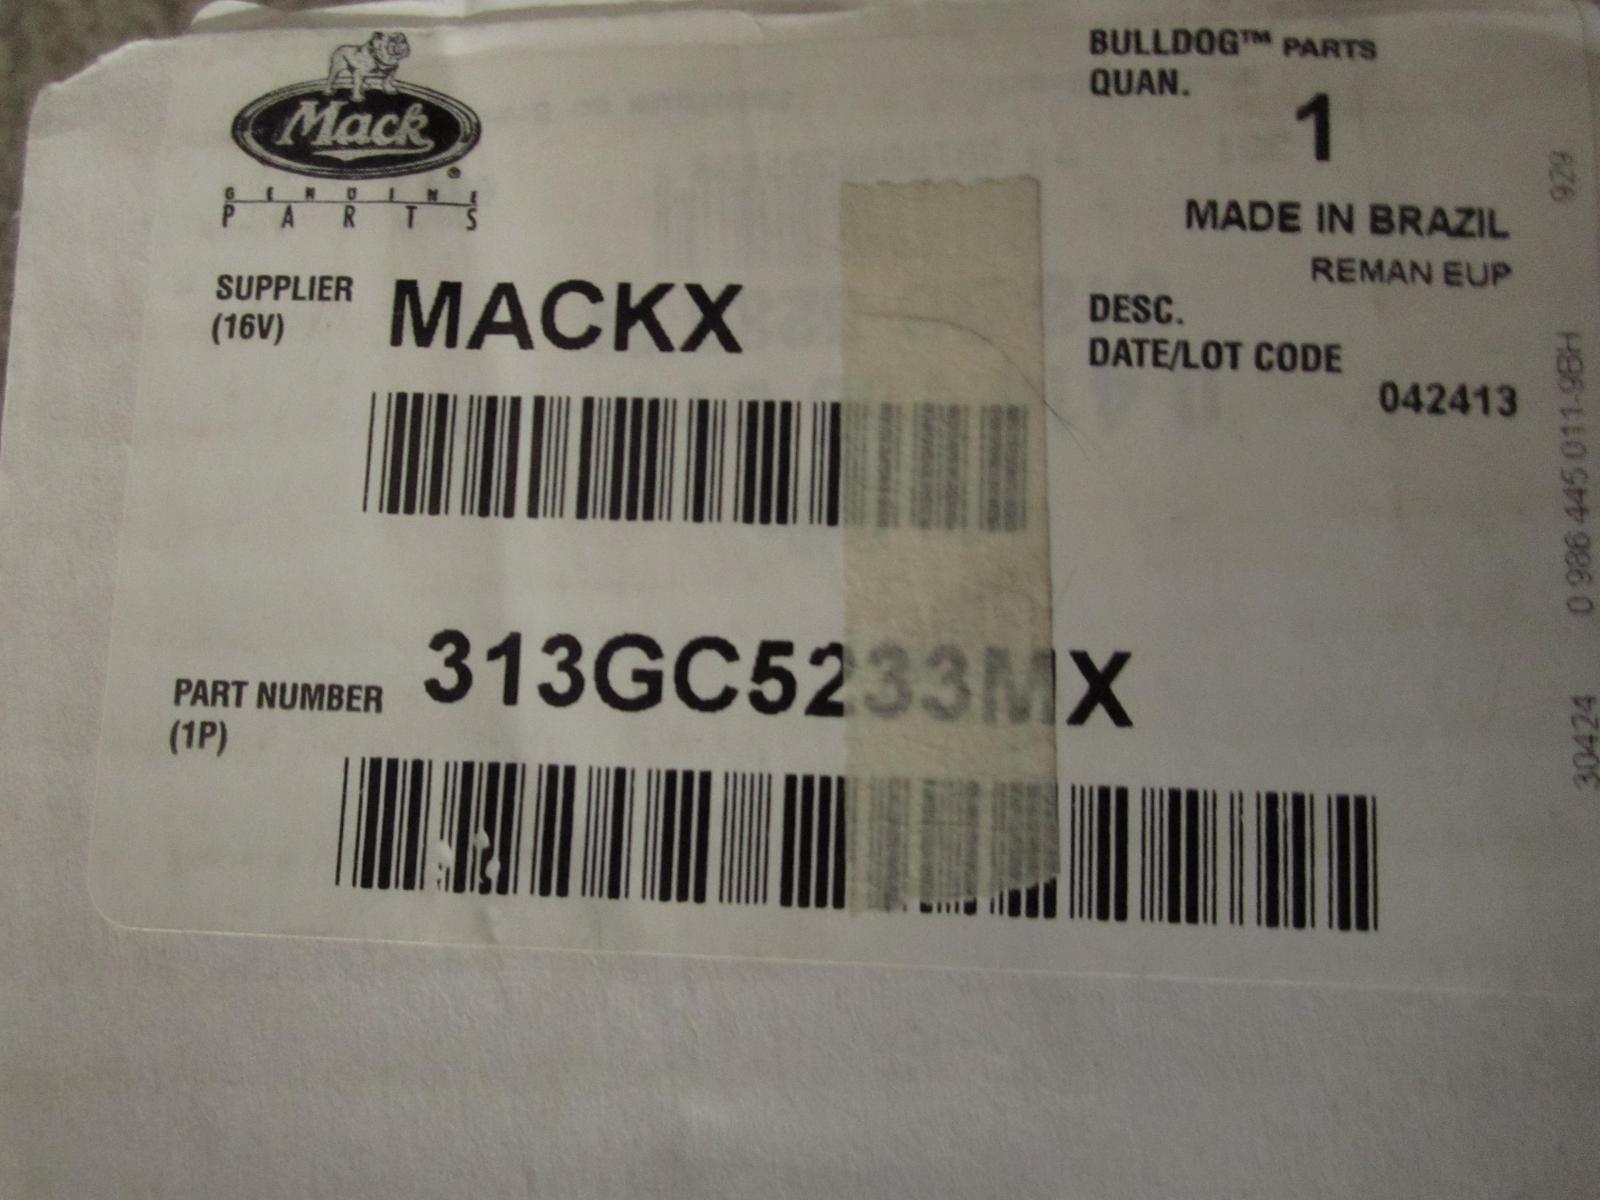 Mack
®
GENUINE
PARTS
BULLDOG™ PARTS
QUAN.
1
MADE IN BRAZIL
REMAN EUP
SUPPLIER
(16V)
MACKX
DESC.
DATE/LOT CODE
042413
PART NUMBER
(1P)
313GC5233MX
929
0 986 445 011-9BH
30424